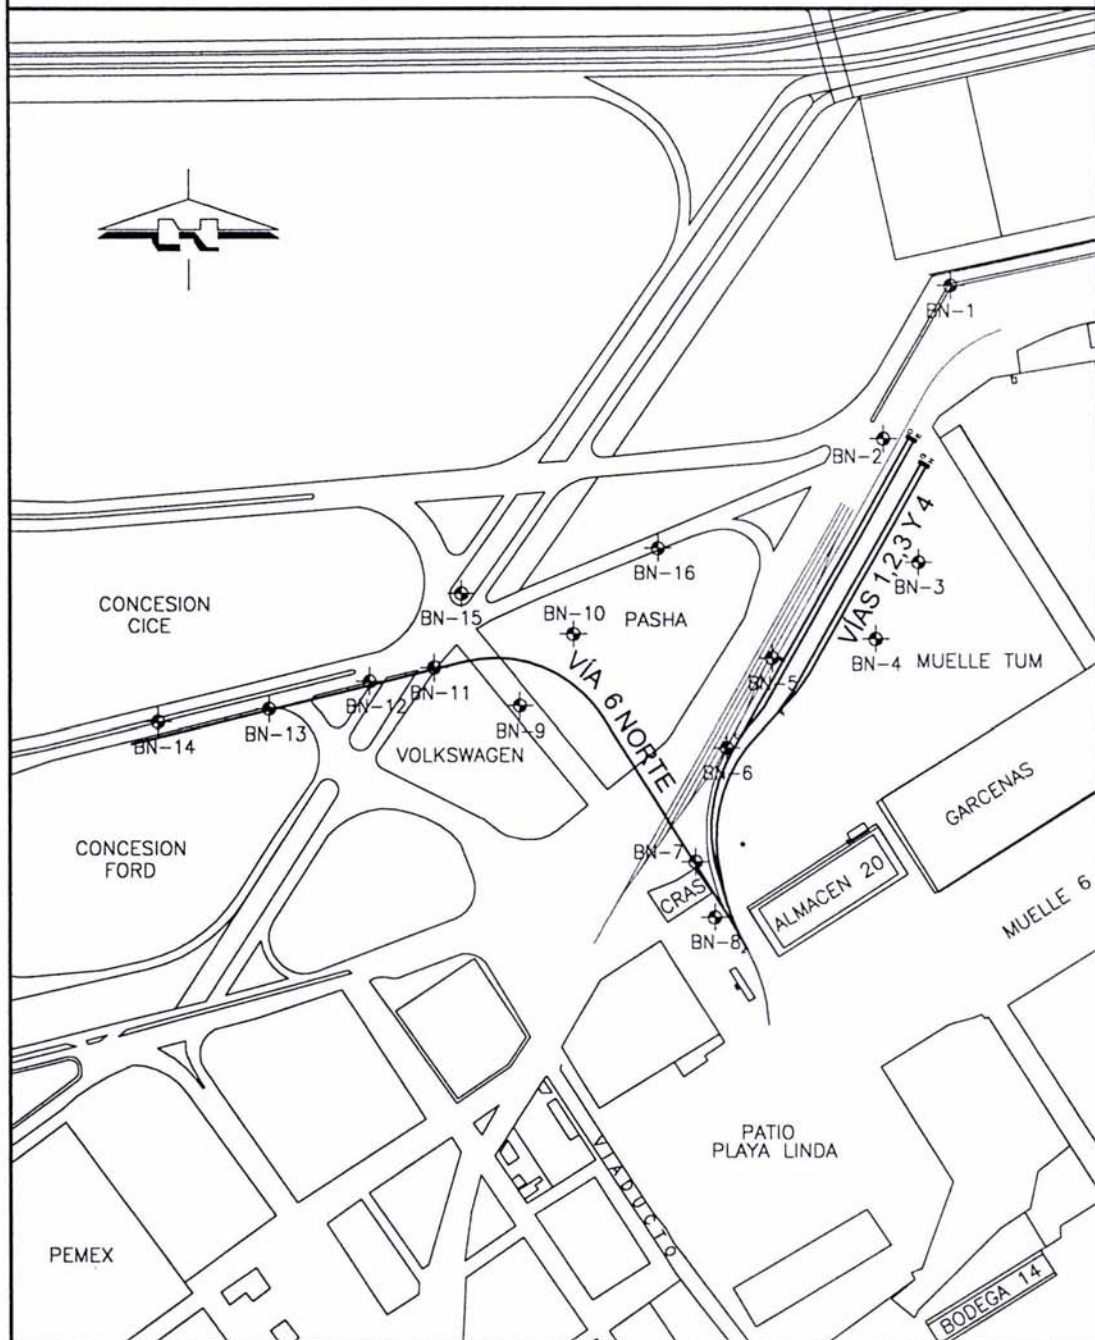 BN-1
BN-2
VÍAS 1,2,3 Y 4
BN-3
BN-16
CONCESION
CICE
BN-15
BN-10
PASHA
BN-4
MUELLE TUM
BN-5
BN-11
BN-12
VÍA 6 NORTE
BN-9
BN-13
BN-14
VOLKSWAGEN
BN-6
GARCENAS
CONCESION
FORD
BN-7
CRAS
ALMACEN 20
BN-8
MUELLE 6
PATIO
PLAYA LINDA
VIADUCTO
PEMEX
BODEGA 14